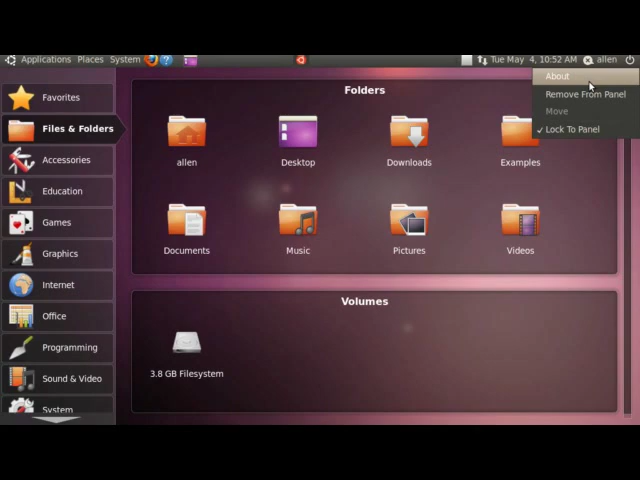 Applications Places System Tue May 4, 10:52 AM allen
About
Remove From Panel
Move
Lock To Panel
Favorites
Files & Folders
Accessories
Education
Games
Graphics
Internet
Office
Programming
Sound & Video
System
Folders
allen Desktop Downloads Examples
Documents Music Pictures Videos
Volumes
3.8 GB Filesystem